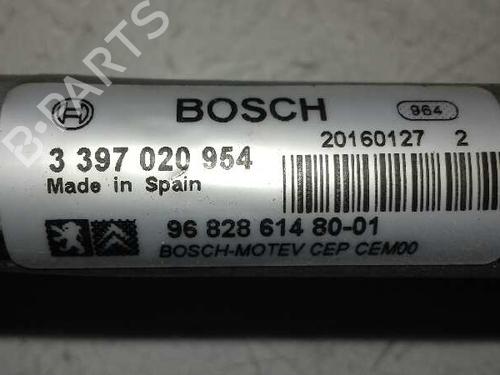 BOSCH
964
3 397 020 954
20160127 2
Made in Spain
96 828 614 80-01
BOSCH-MOTEV CEP CEM00
B-PARTS